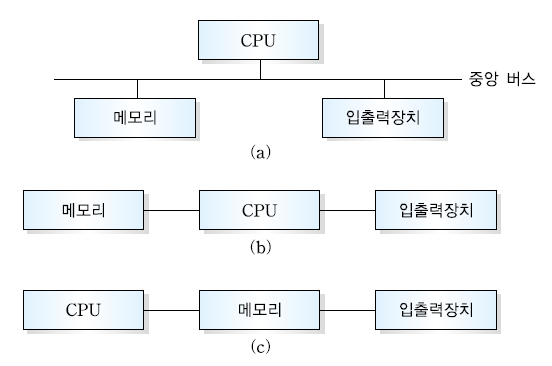 CPU
중앙 버스
메모리 입출력장치
(a)
메모리 CPU 입출력장치
(b)
CPU 메모리 입출력장치
(c)